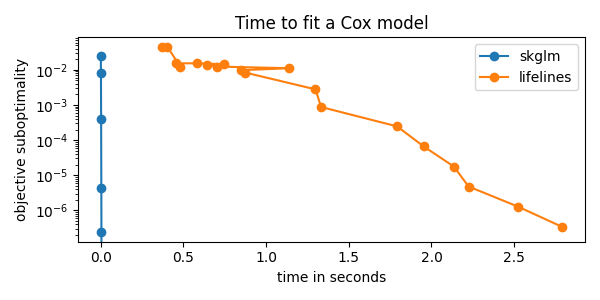 Time to fit a Cox model
objective suboptimality
10⁻²
10⁻³
10⁻⁴
10⁻⁵
10⁻⁶
skglm
lifelines
0.0 0.5 1.0 1.5 2.0 2.5
time in seconds